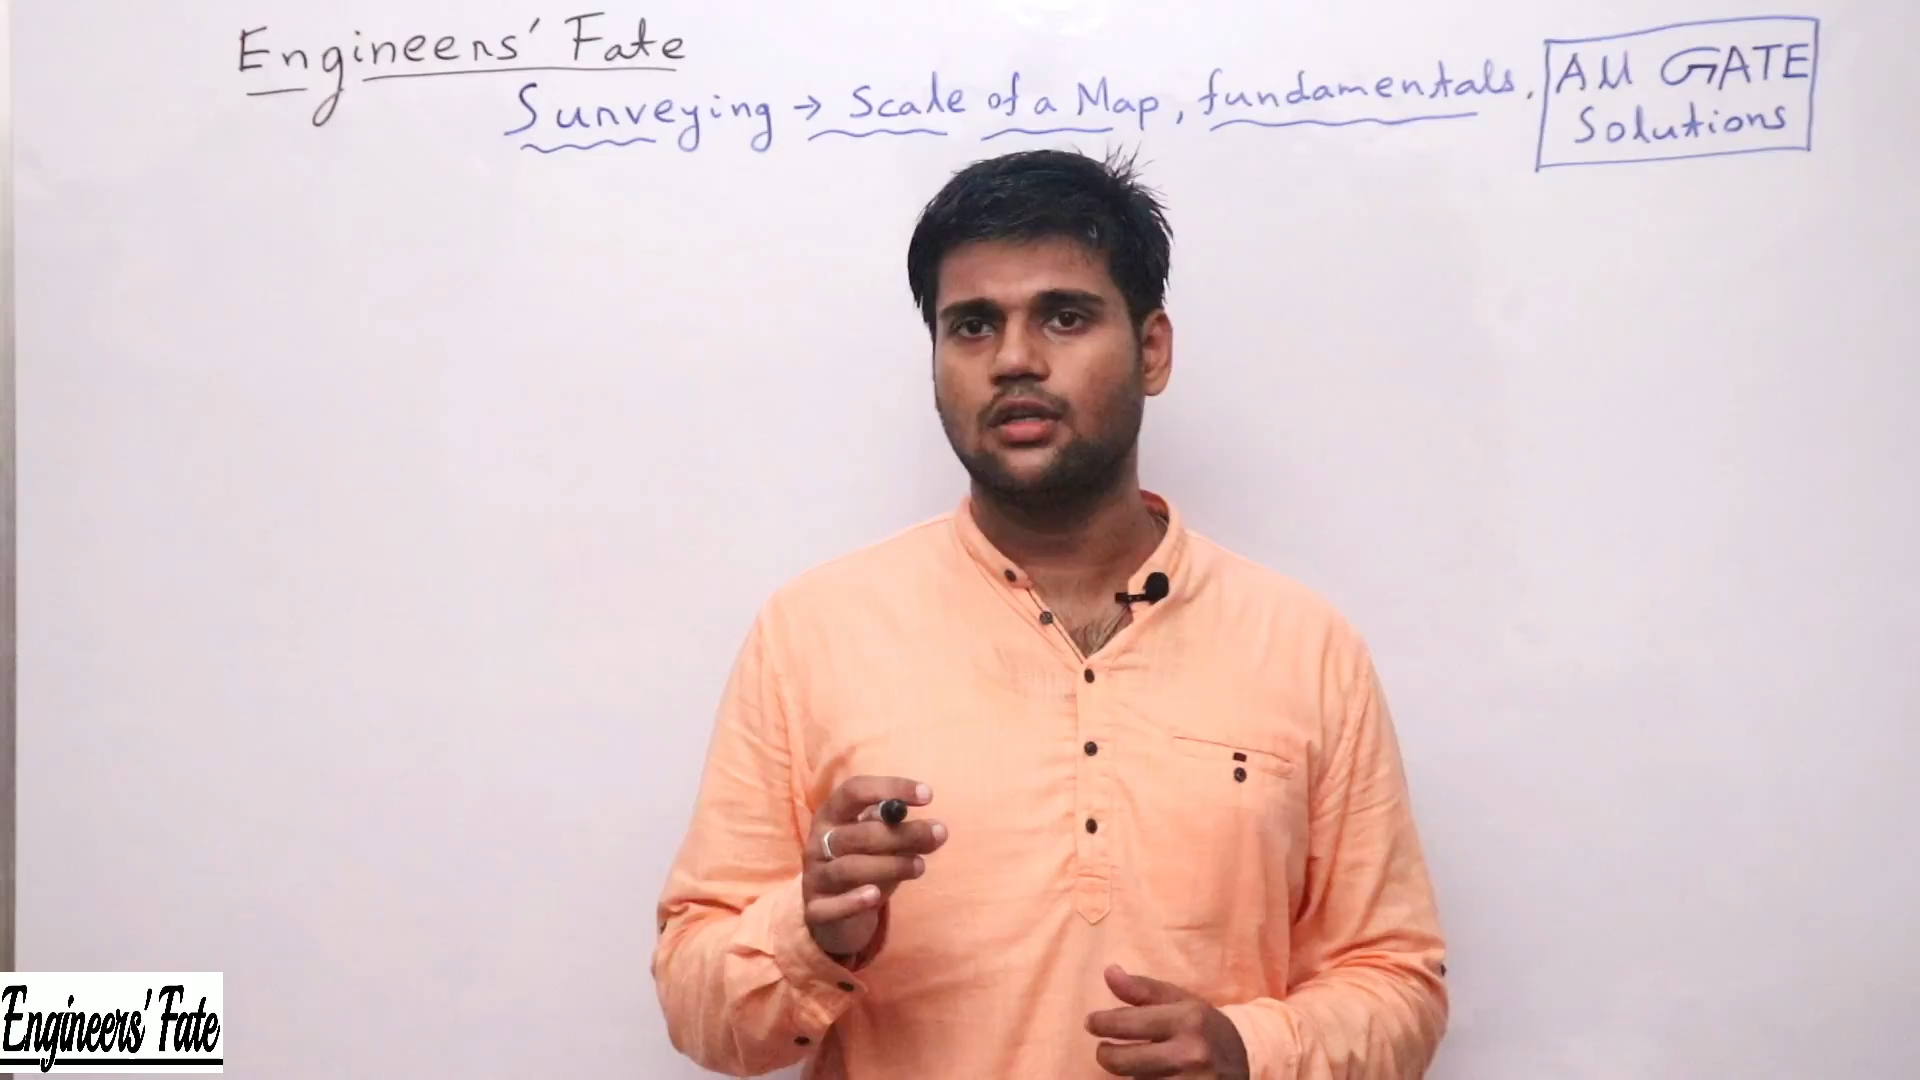 Engineers' Fate
Surveying → Scale of a Map, fundamentals.
All GATE
Solutions
Engineers' Fate